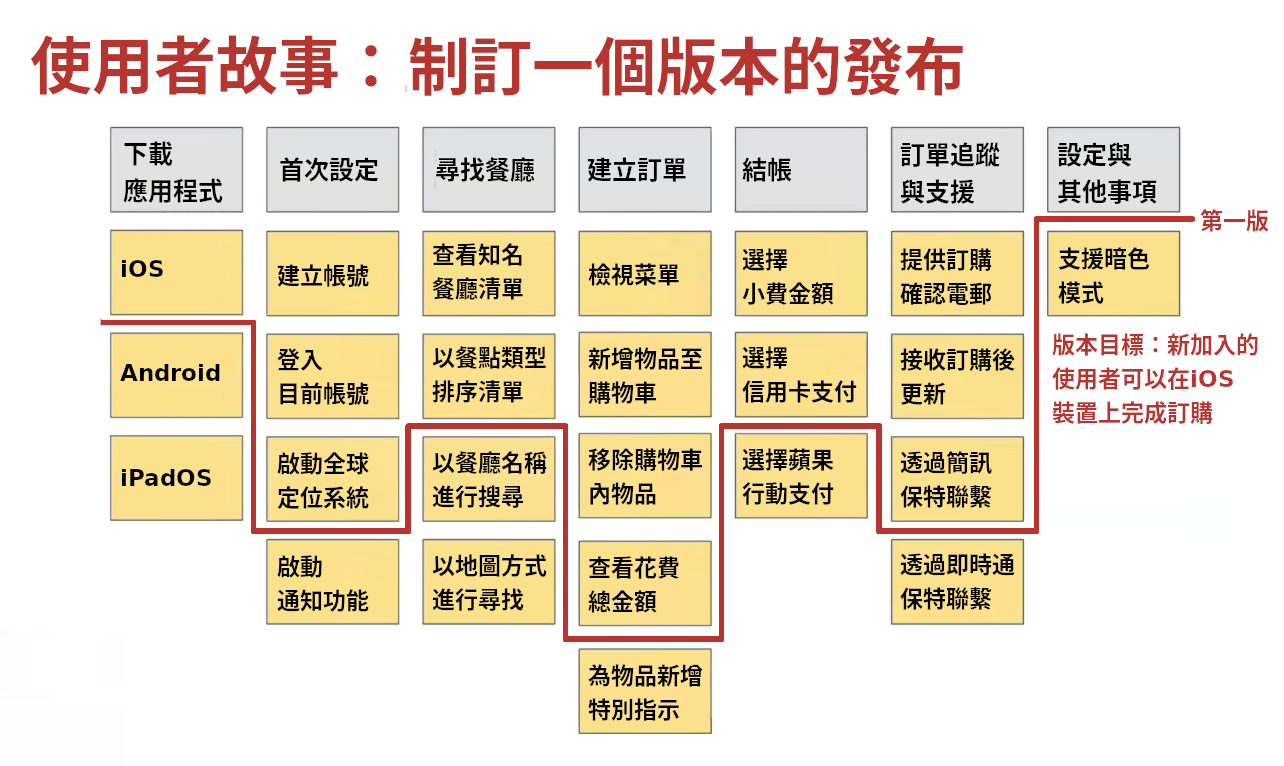 使用者故事：制訂一個版本的發布
下載
應用程式
首次設定
尋找餐廳
建立訂單
結帳
訂單追蹤
與支援
設定與
其他事項
第一版
iOS
建立帳號
查看知名
餐廳清單
檢視菜單
選擇
小費金額
提供訂購
確認電郵
支援暗色
模式
Android
登入
目前帳號
以餐點類型
排序清單
新增物品至
購物車
選擇
信用卡支付
接收訂購後
更新
版本目標：新加入的
使用者可以在iOS
裝置上完成訂購
iPadOS
啟動全球
定位系統
以餐廳名稱
進行搜尋
移除購物車
內物品
選擇蘋果
行動支付
透過簡訊
保特聯繫
啟動
通知功能
以地圖方式
進行尋找
查看花費
總金額
透過即時通
保特聯繫
為物品新增
特別指示